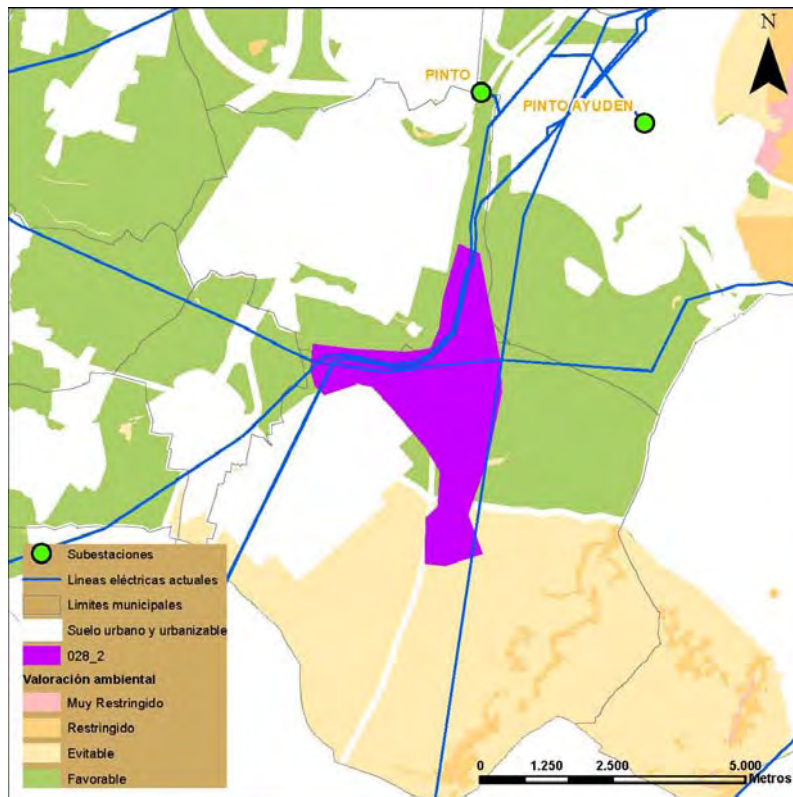 N
PINTO
PINTO AYUDEN
Subestaciones
Lineas eléctricas actuales
Limites municipales
Suelo urbano y urbanizable
028_2
Valoración ambiental
Muy Restringido
Restringido
Evitable
Favorable
0 1.250 2.500 5.000
Metros